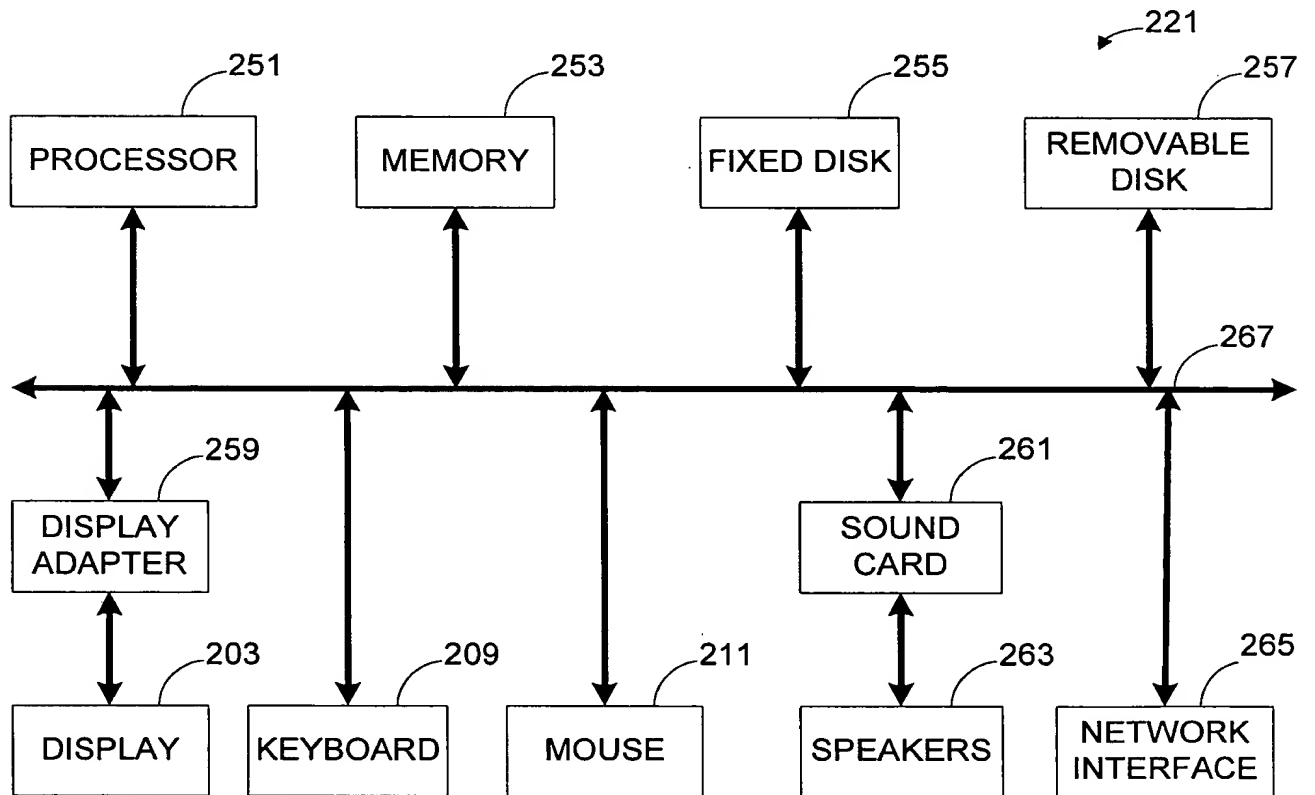 221
251
253
255
257
PROCESSOR
MEMORY
FIXED DISK
REMOVABLE
DISK
267
259
261
DISPLAY
ADAPTER
SOUND
CARD
203
209
211
263
265
DISPLAY
KEYBOARD
MOUSE
SPEAKERS
NETWORK
INTERFACE